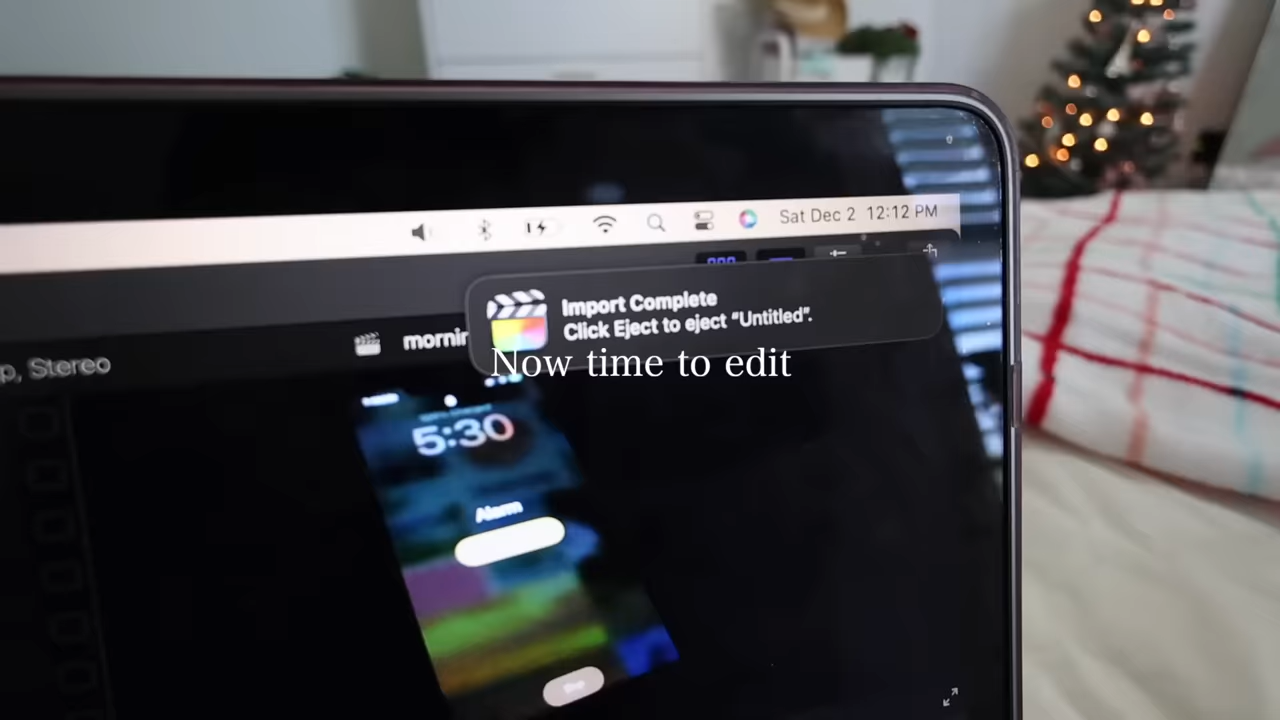 Sat Dec 2 12:12 PM
Import Complete
Click Eject to eject “Untitled”.
mornin
p, Stereo
Now time to edit
5:30
Alarm